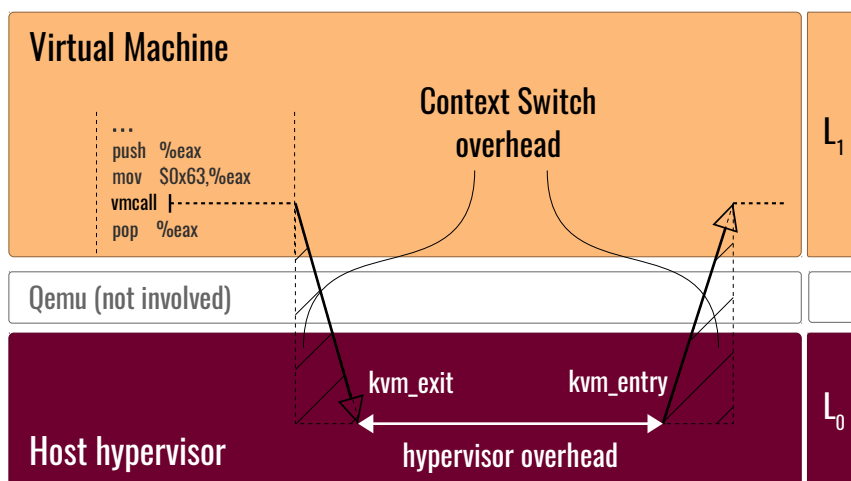 Virtual Machine
Context Switch
overhead
...
push %eax
mov $0x63,%eax
vmcall
pop %eax
L1
Qemu (not involved)
kvm_exit
kvm_entry
Host hypervisor
hypervisor overhead
L0